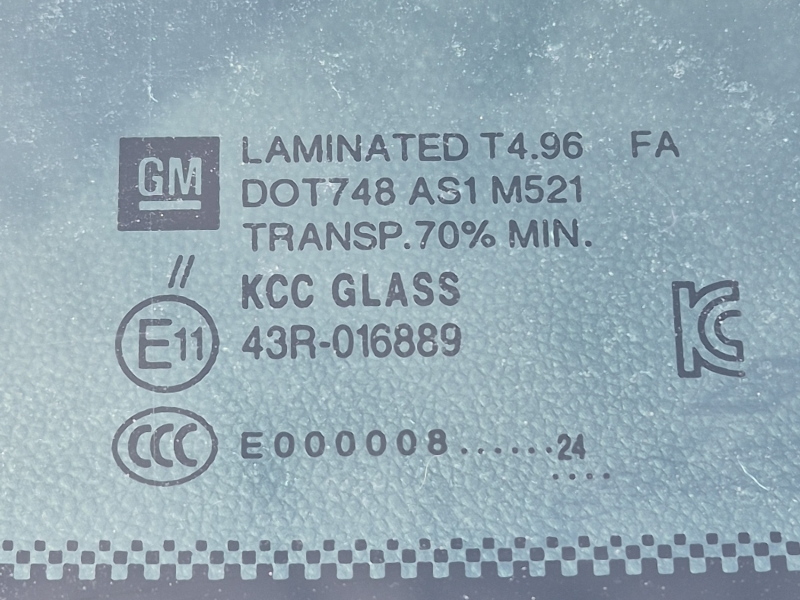 GM
LAMINATED T4.96 FA
DOT748 AS1 M521
TRANSP.70% MIN.
//
KCC GLASS
E11
43R-016889
KC
CCC
E000008......24
....